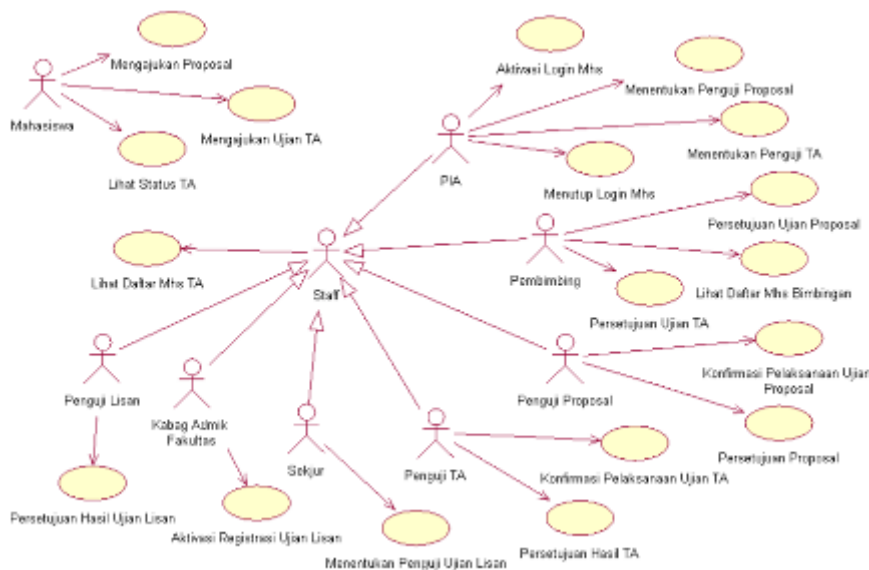 Mengajukan Proposal
Mahasiswa
Mengajukan Ujian TA
Lihat Status TA
Aktivasi Login Mhs
Menentukan Penguji Proposal
PIA
Menentukan Penguji TA
Menutup Login Mhs
Persetujuan Ujian Proposal
Lihat Daftar Mhs TA
Staff
Pembimbing
Lihat Daftar Mhs Bimbingan
Persetujuan Ujian TA
Penguji Lisan
Kabag Admik
Fakultas
Sekjur
Penguji TA
Penguji Proposal
Konfirmasi Pelaksanaan Ujian
Proposal
Persetujuan Proposal
Konfirmasi Pelaksanaan Ujian TA
Persetujuan Hasil Ujian Lisan
Aktivasi Registrasi Ujian Lisan
Menentukan Penguji Ujian Lisan
Persetujuan Hasil TA